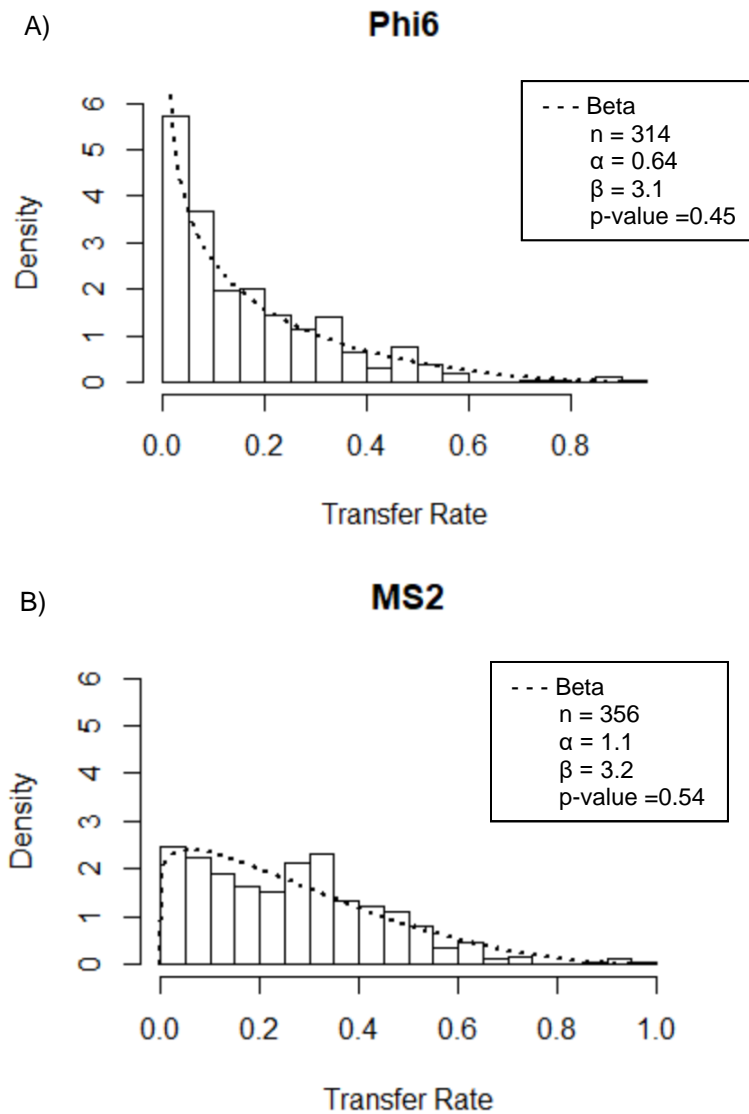 A)
Phi6
- - - Beta
n = 314
α = 0.64
β = 3.1
p-value =0.45
Density
6
5
4
3
2
1
0
0.0 0.2 0.4 0.6 0.8
Transfer Rate
B)
MS2
- - - Beta
n = 356
α = 1.1
β = 3.2
p-value =0.54
Density
6
5
4
3
2
1
0
0.0 0.2 0.4 0.6 0.8 1.0
Transfer Rate